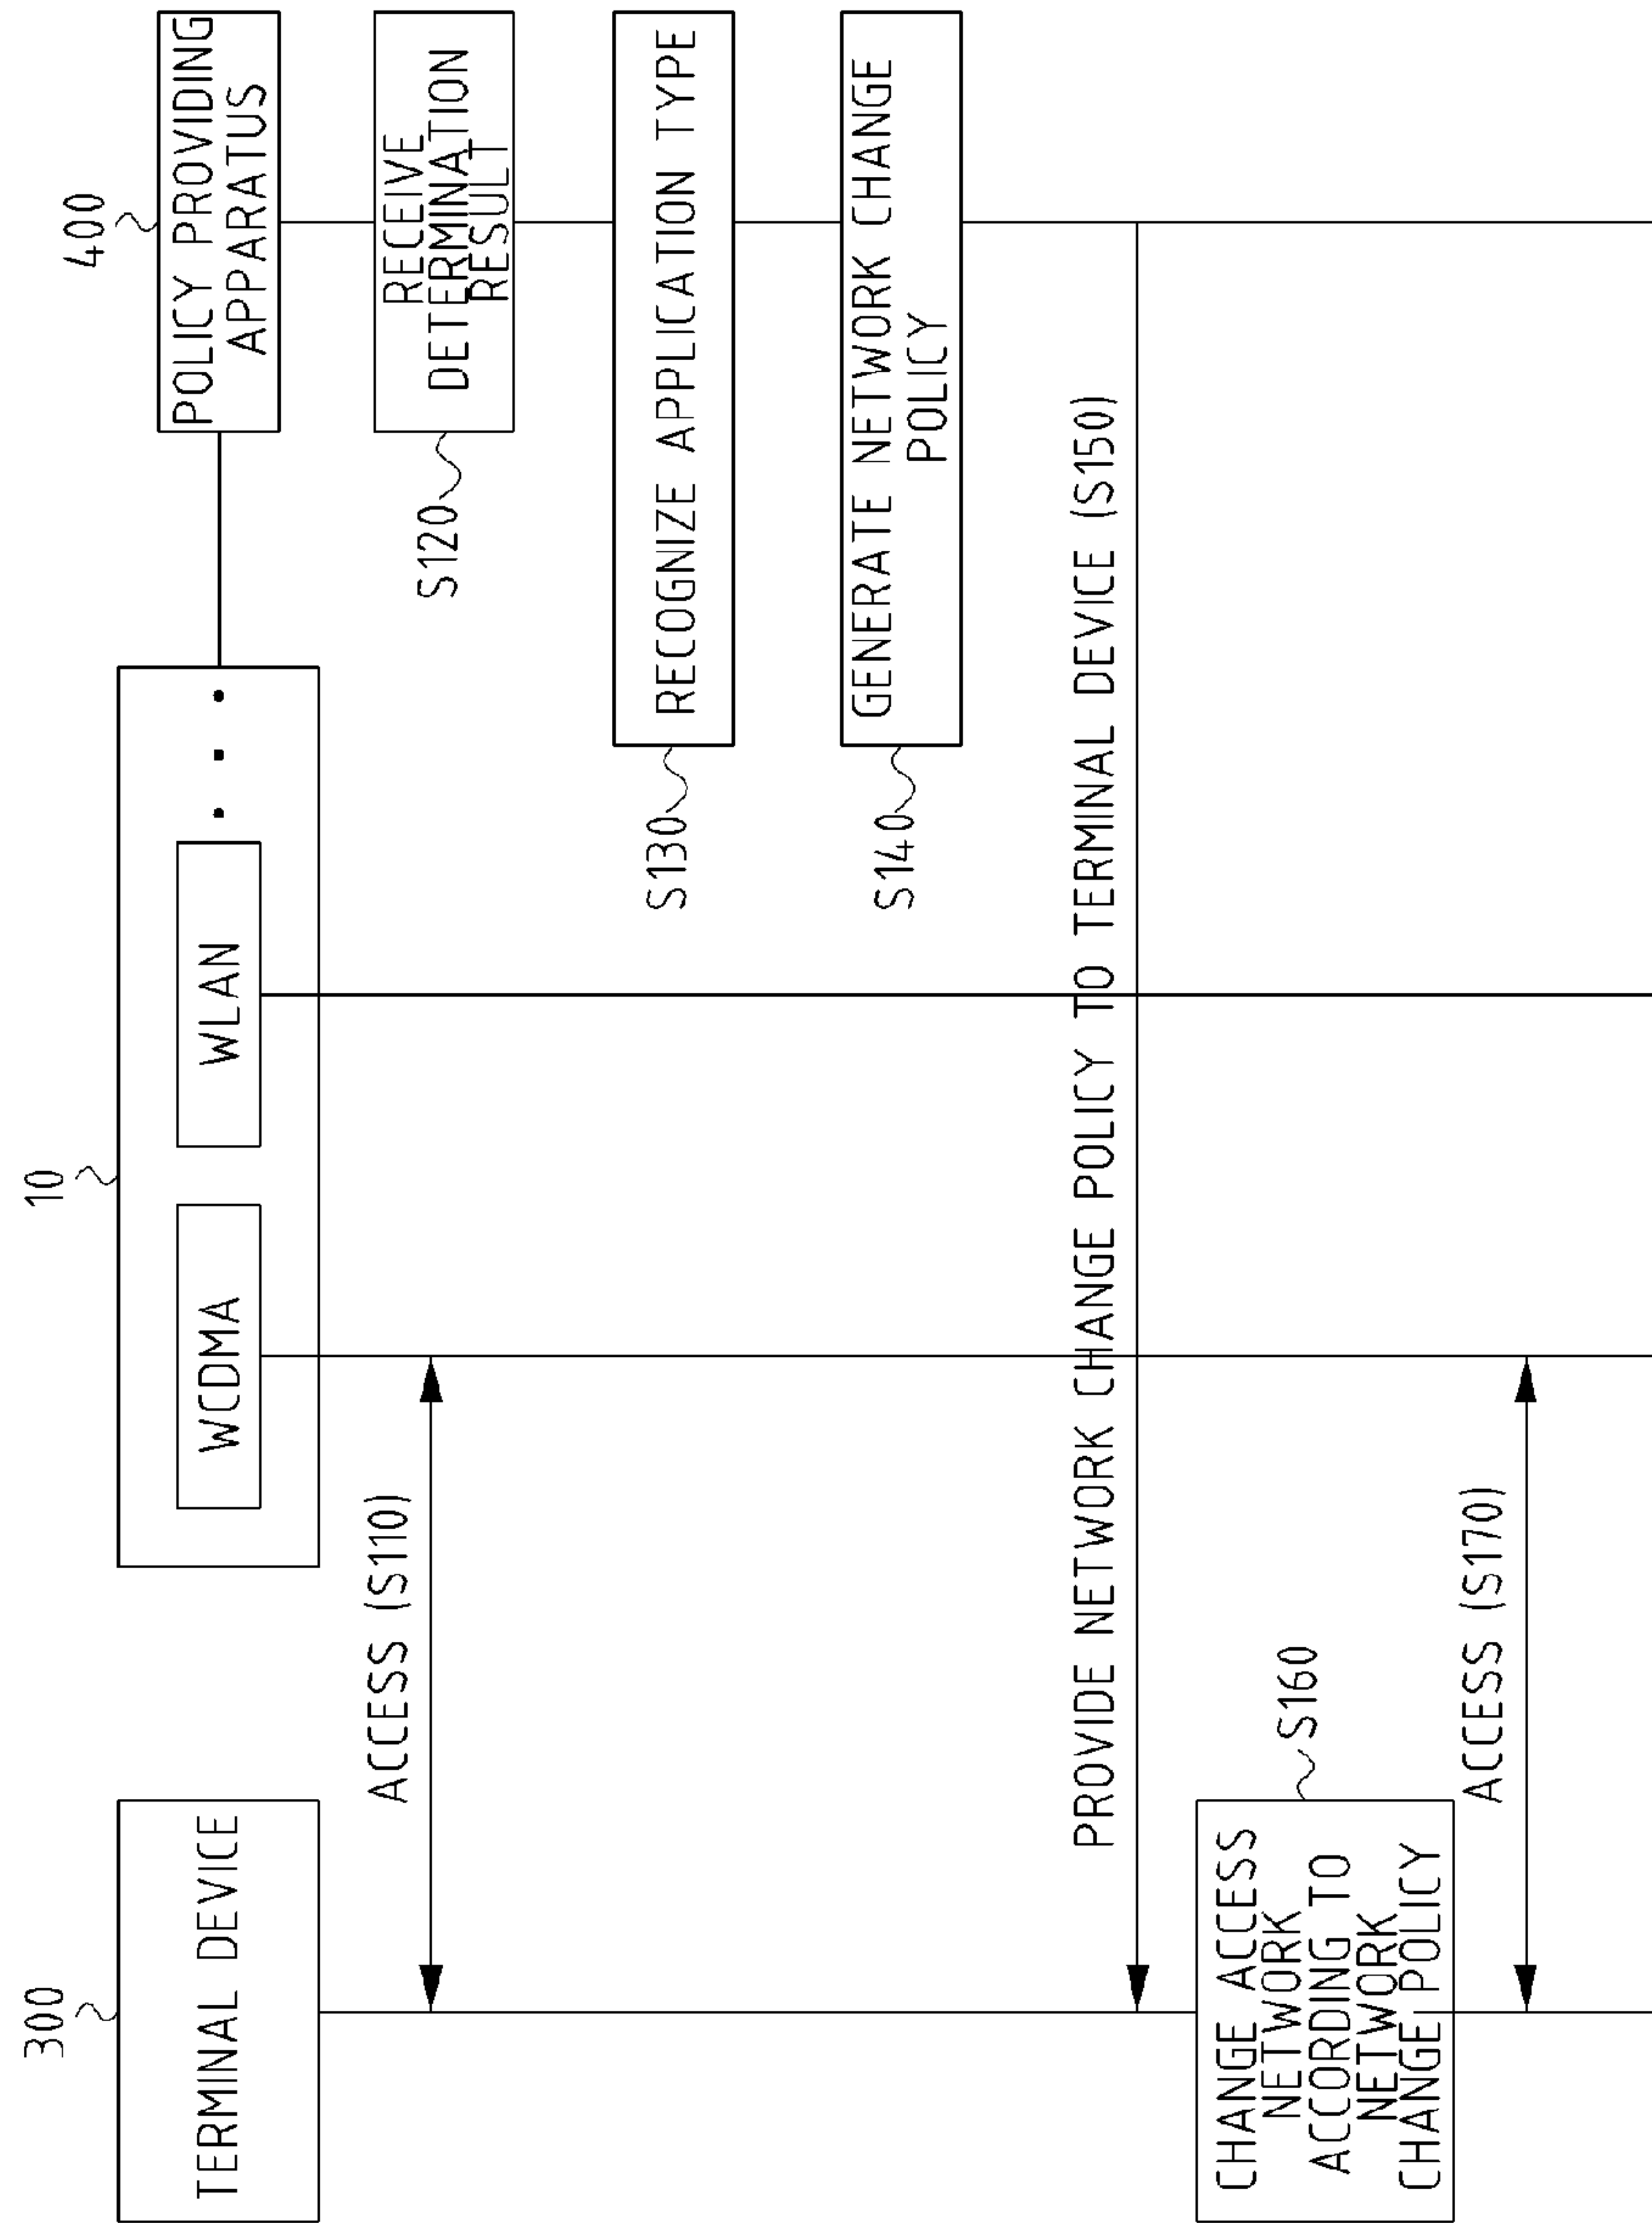 300
10
400
TERMINAL DEVICE
WCDMA
WLAN
POLICY PROVIDING
APPARATUS
ACCESS (S110)
S120
RECEIVE
DETERMINATION
RESULT
S130
RECOGNIZE APPLICATION TYPE
S140
GENERATE NETWORK CHANGE
POLICY
PROVIDE NETWORK CHANGE POLICY TO TERMINAL DEVICE (S150)
CHANGE ACCESS
NETWORK
ACCORDING TO
NETWORK
CHANGE POLICY
S160
ACCESS (S170)